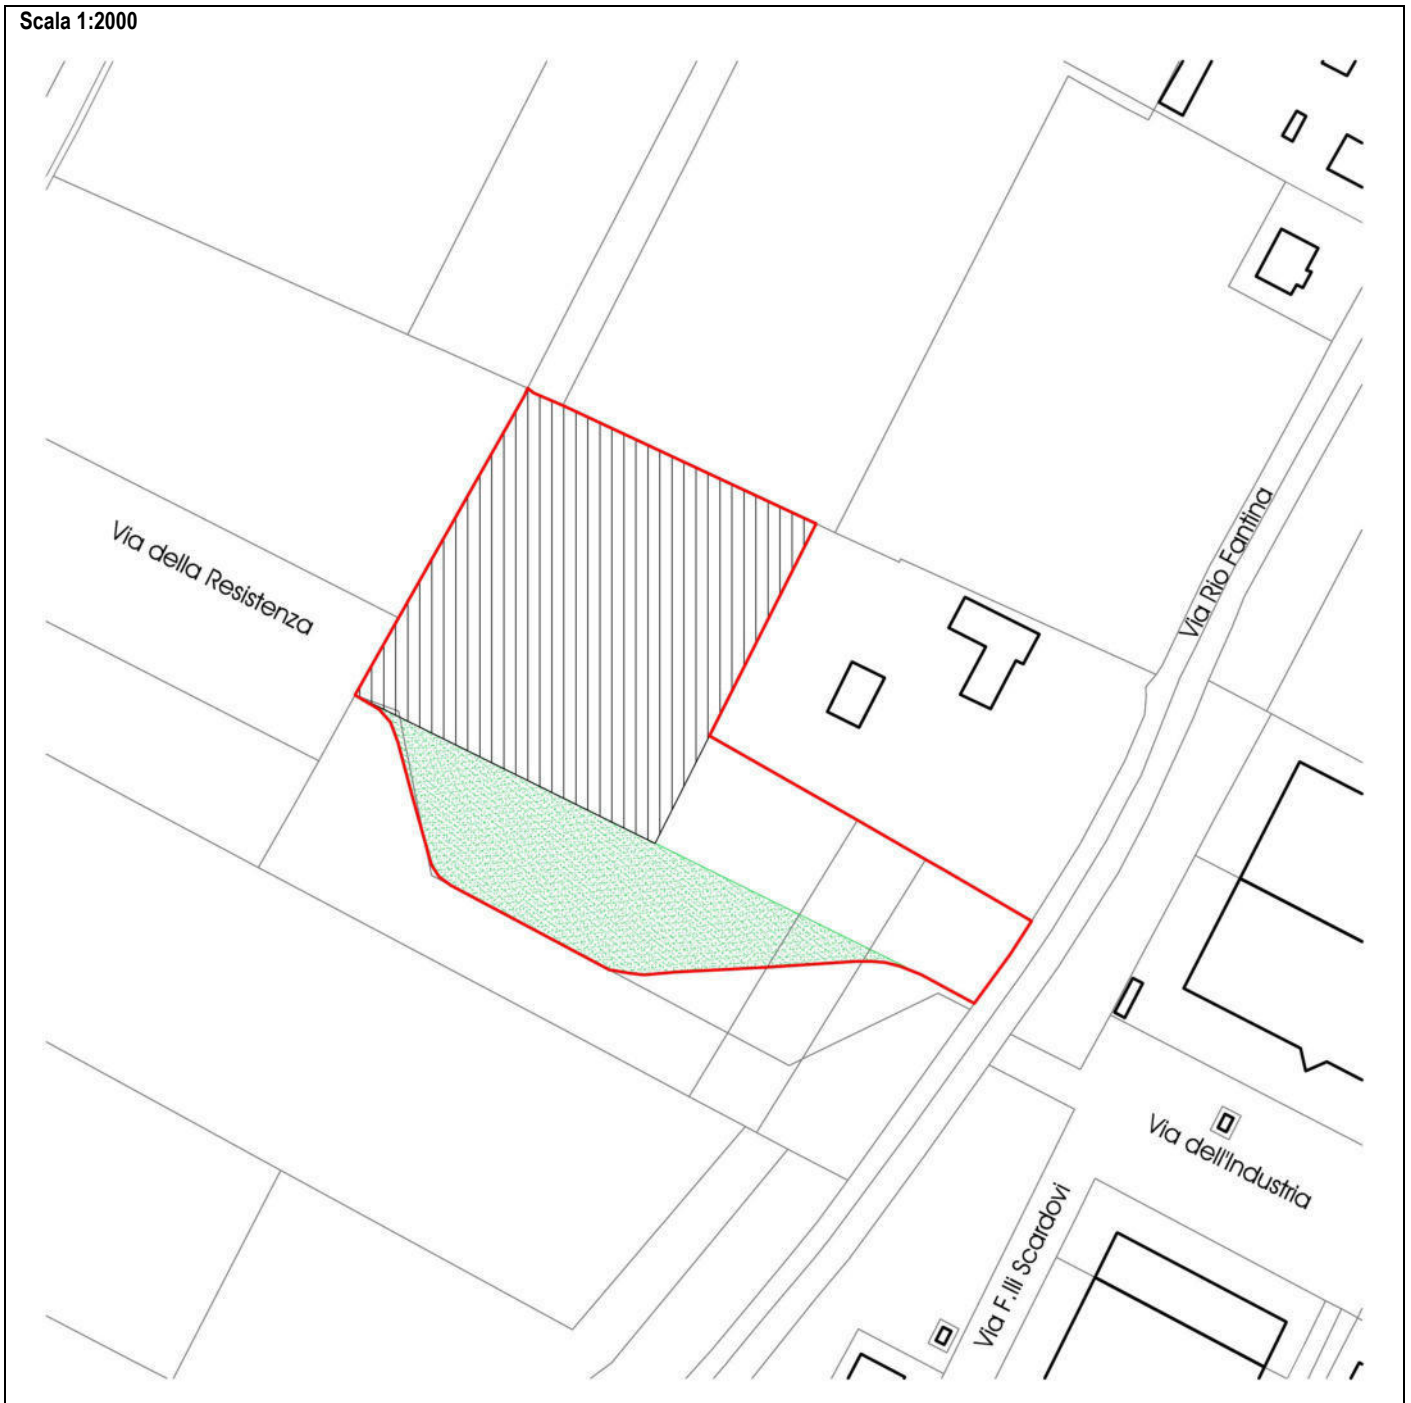 Scala 1:2000
Via della Resistenza
Via Rio Fantina
Via dell'Industria
Via F.lli Scardovi